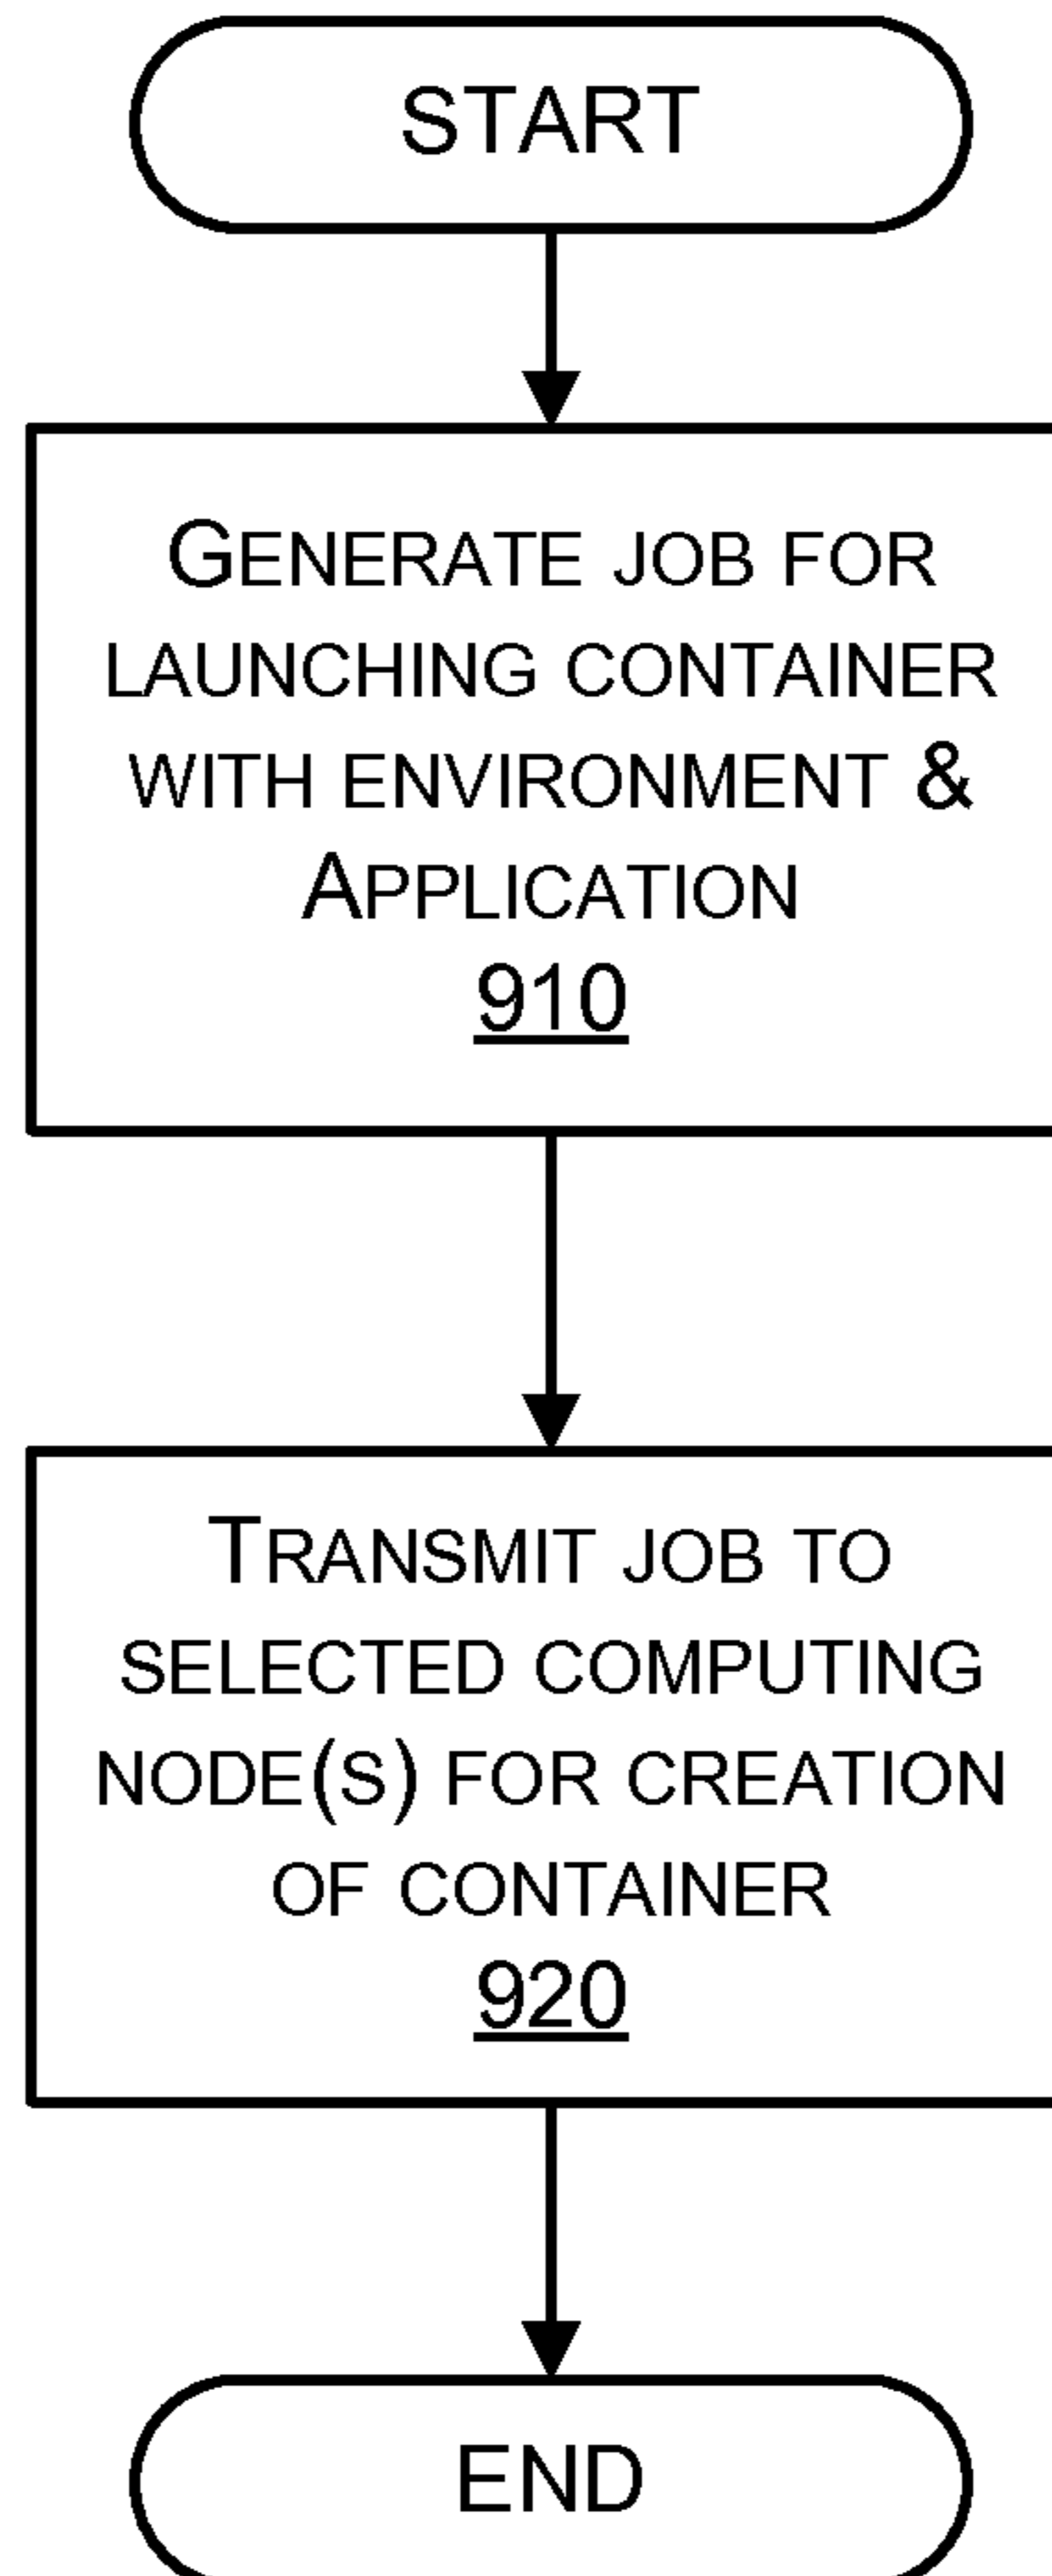 START
GENERATE JOB FOR
LAUNCHING CONTAINER
WITH ENVIRONMENT &
APPLICATION
910
TRANSMIT JOB TO
SELECTED COMPUTING
NODE(S) FOR CREATION
OF CONTAINER
920
END